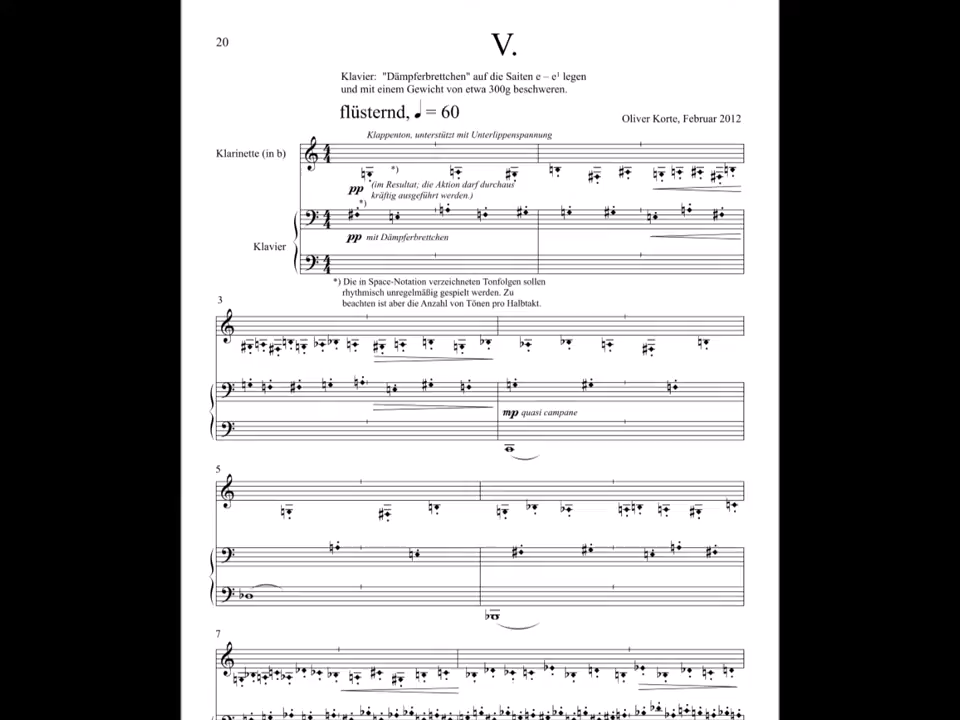 20
V.
Klavier: "Dämpferbrettchen" auf die Saiten e – e¹ legen
und mit einem Gewicht von etwa 300g beschweren.
flüsternd, ♩ = 60
Oliver Korte, Februar 2012
Klappenton, unterstützt mit Unterlippenspannung
Klarinette (in b)
*)
pp (im Resultat; die Aktion darf durchaus
kräftig ausgeführt werden.)
*)
Klavier
pp mit Dämpferbrettchen
*) Die in Space-Notation verzeichneten Tonfolgen sollen
rhythmisch unregelmäßig gespielt werden. Zu
beachten ist aber die Anzahl von Tönen pro Halbtakt.
3
mp quasi campane
5
7